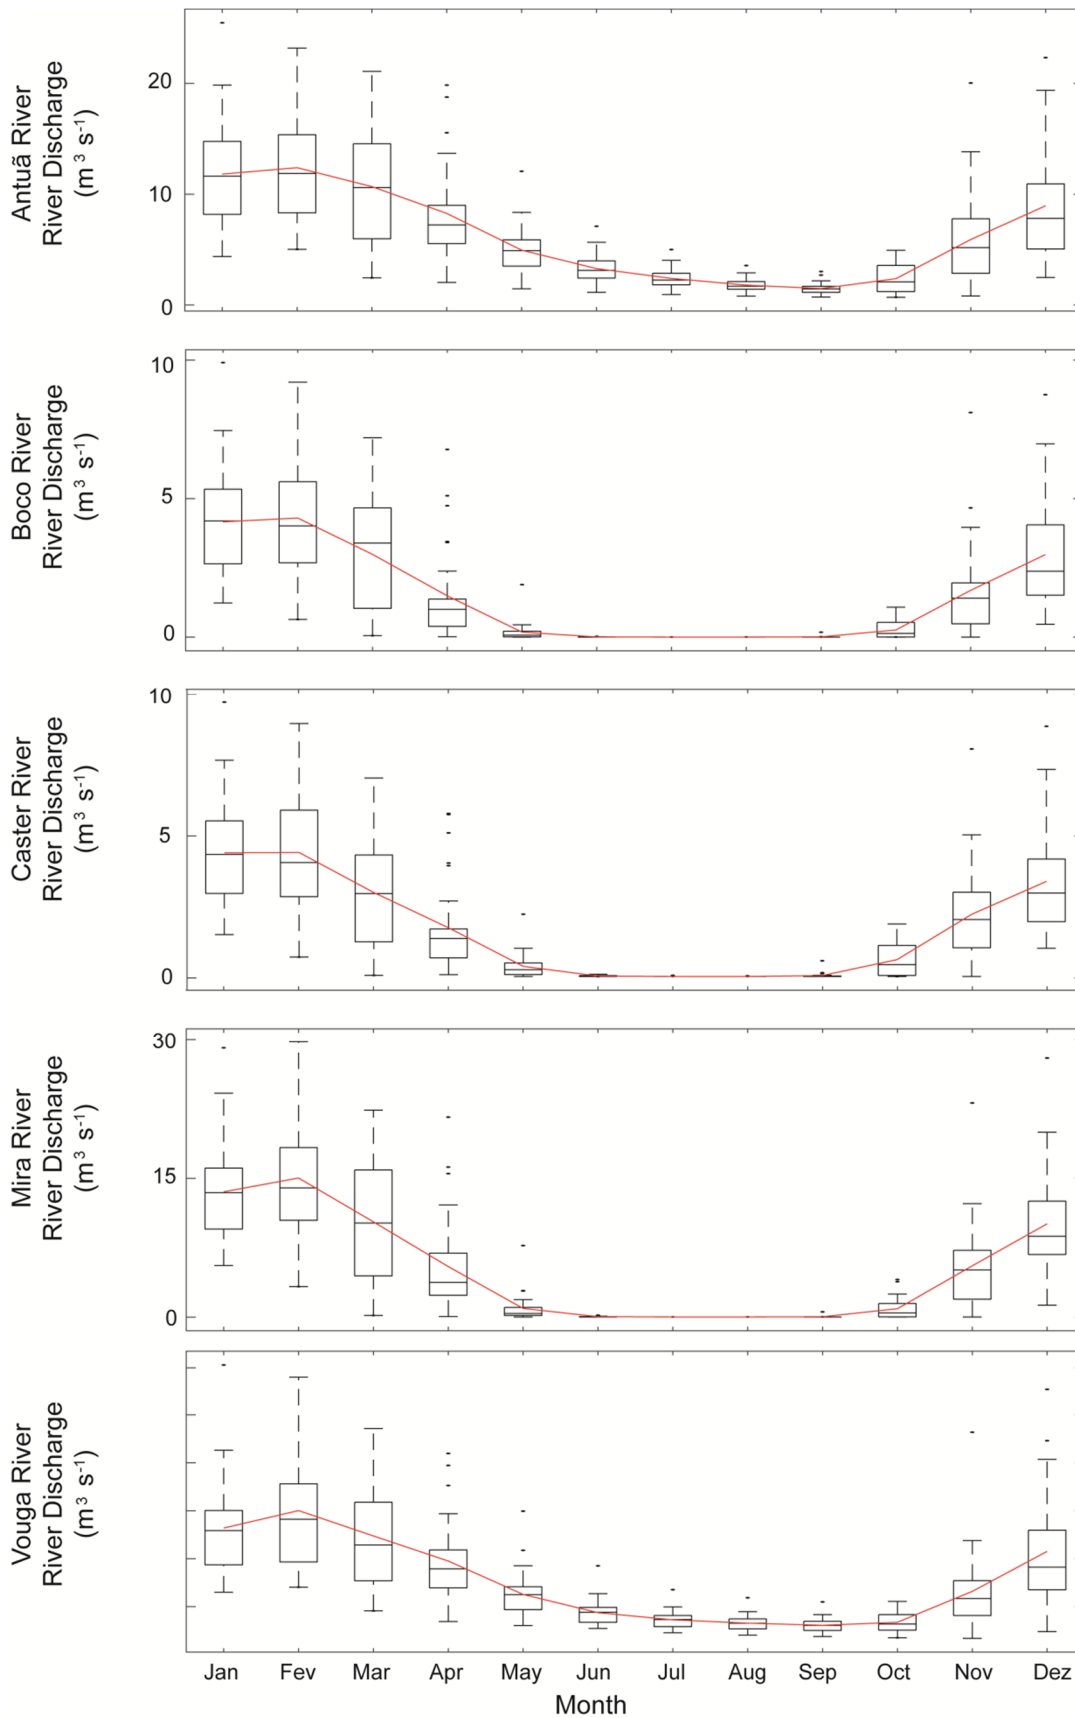 Antuã River
River Discharge
(m³ s⁻¹)
20
10
0
Boco River
River Discharge
(m³ s⁻¹)
10
5
0
Caster River
River Discharge
(m³ s⁻¹)
10
5
0
Mira River
River Discharge
(m³ s⁻¹)
30
15
0
Vouga River
River Discharge
(m³ s⁻¹)
Jan Fev Mar Apr May Jun Jul Aug Sep Oct Nov Dez
Month